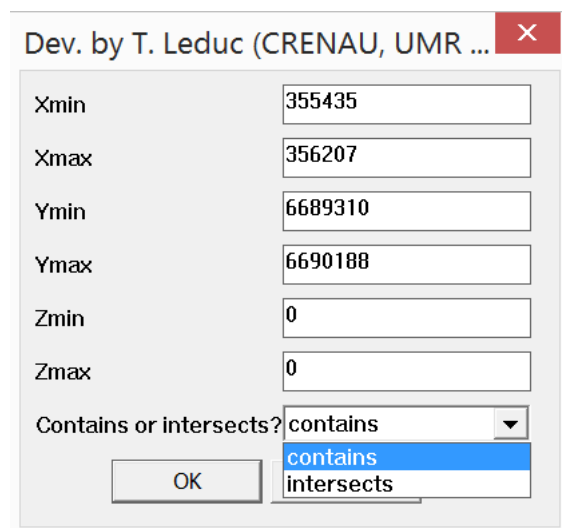 Dev. by T. Leduc (CRENAU, UMR ...
Xmin 355435
Xmax 356207
Ymin 6689310
Ymax 6690188
Zmin 0
Zmax 0
Contains or intersects? contains
contains
OK
intersects